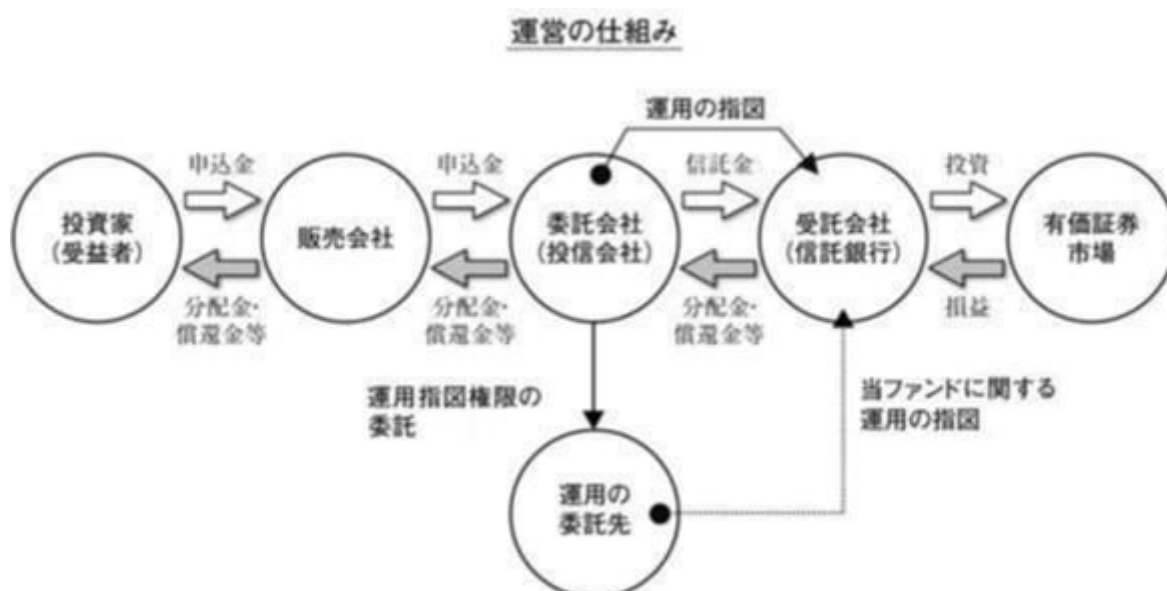 運営の仕組み
運用の指図
申込金
申込金
信託金
投資
投資家
(受益者)
販売会社
委託会社
(投信会社)
受託会社
(信託銀行)
有価証券
市場
分配金・
償還金等
分配金・
償還金等
分配金・
償還金等
損益
運用指図権限の
委託
当ファンドに関する
運用の指図
運用の
委託先